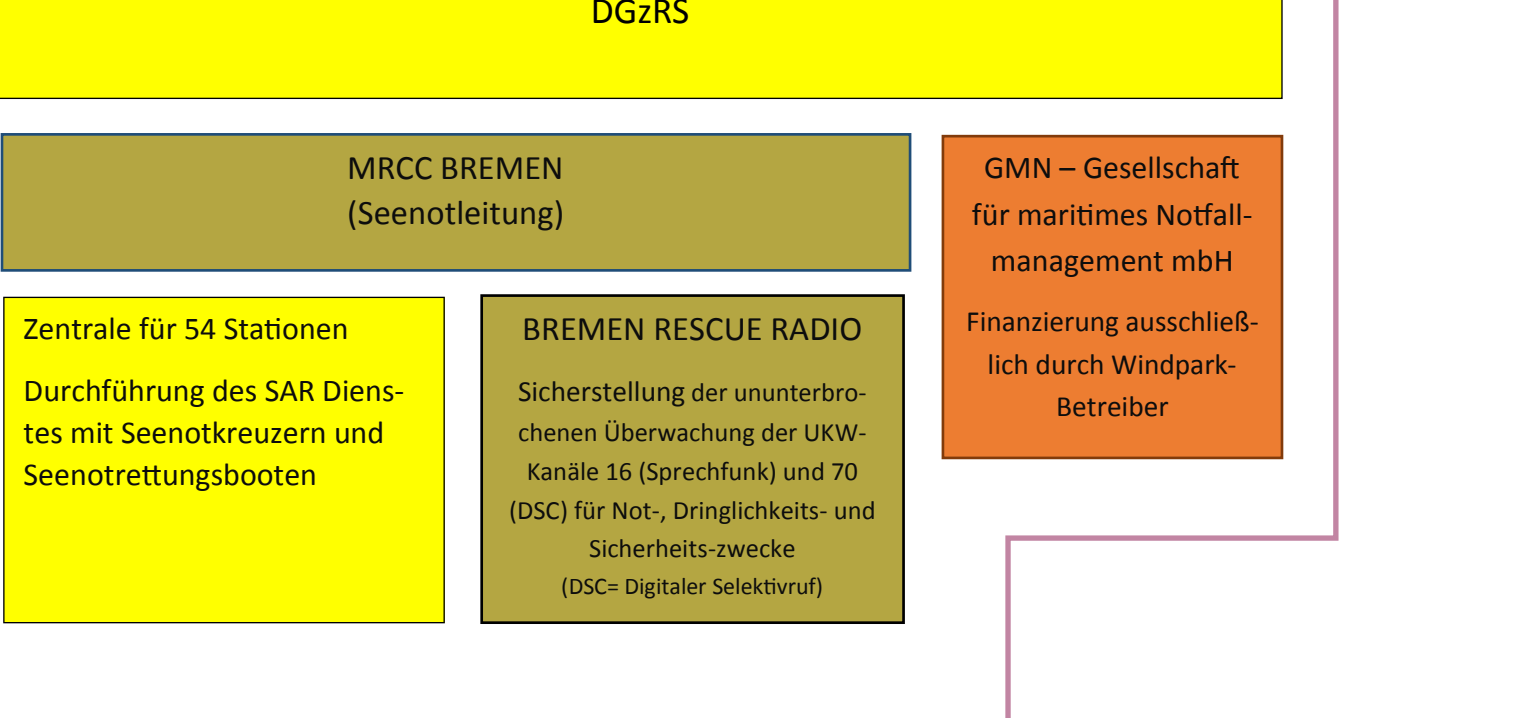 DGzRS
MRCC BREMEN
(Seenotleitung)
GMN – Gesellschaft
für maritimes Notfall-
management mbH
Finanzierung ausschließ-
lich durch Windpark-
Betreiber
Zentrale für 54 Stationen
Durchführung des SAR Diens-
tes mit Seenotkreuzern und
Seenotrettungsbooten
BREMEN RESCUE RADIO
Sicherstellung der ununterbro-
chenen Überwachung der UKW-
Kanäle 16 (Sprechfunk) und 70
(DSC) für Not-, Dringlichkeits- und
Sicherheits-zwecke
(DSC= Digitaler Selektivruf)